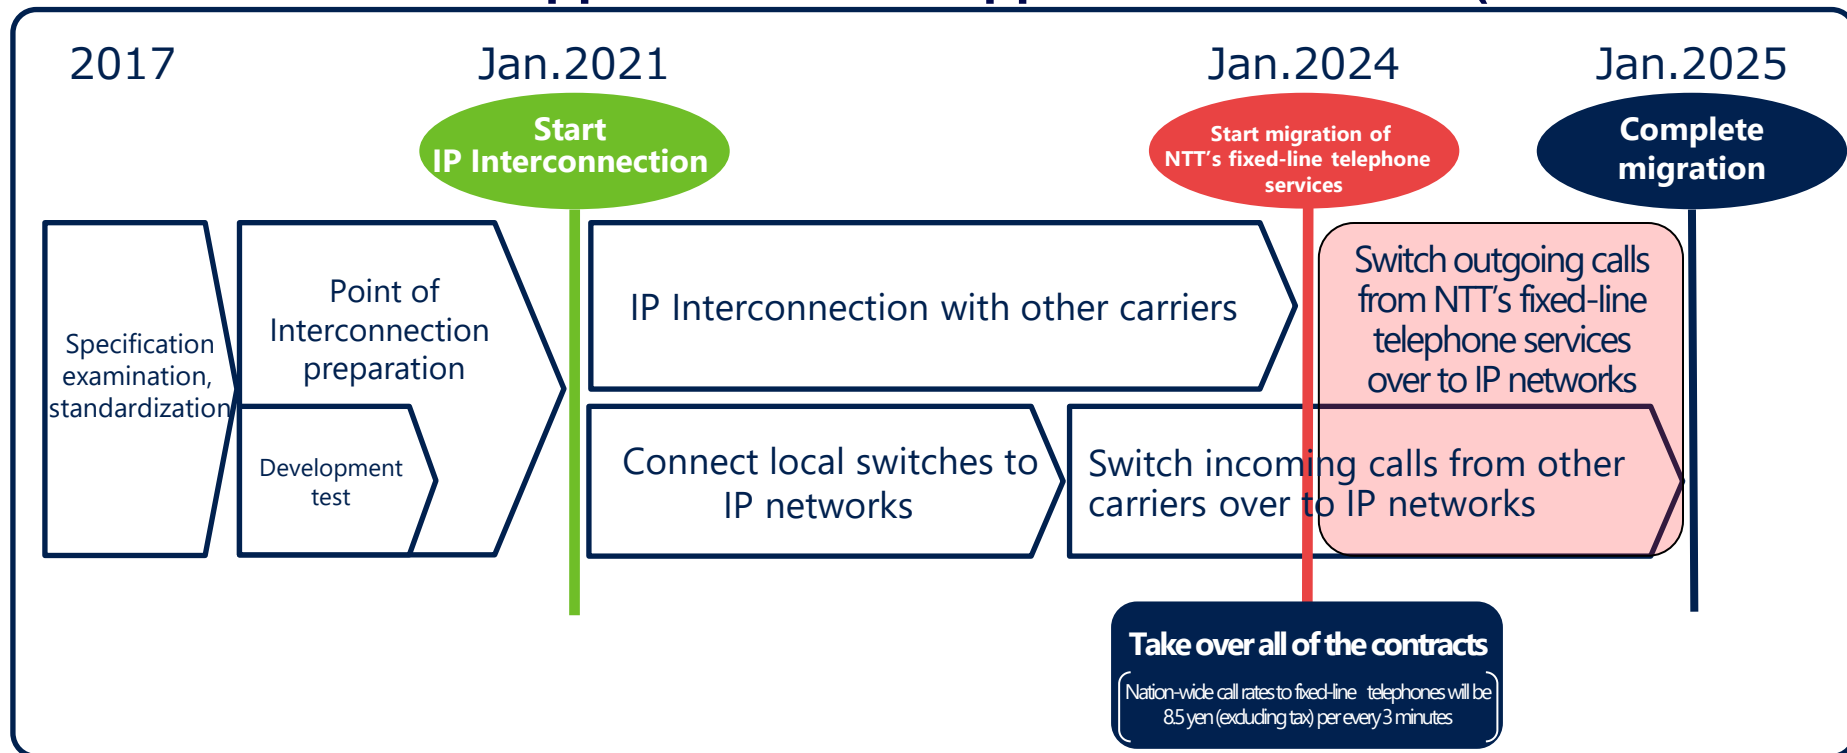 2017
Jan.2021
Jan.2024
Jan.2025
Start
IP Interconnection
Start migration of
NTT's fixed-line telephone
services
Complete
migration
Specification
examination,
standardization
Point of
Interconnection
preparation
Development
test
IP Interconnection with other carriers
Connect local switches to
IP networks
Switch outgoing calls
from NTT's fixed-line
telephone services
over to IP networks
Switch incoming calls from other
carriers over to IP networks
Take over all of the contracts
Nation-wide call rates to fixed-line telephones will be
8.5 yen (excluding tax) per every 3 minutes